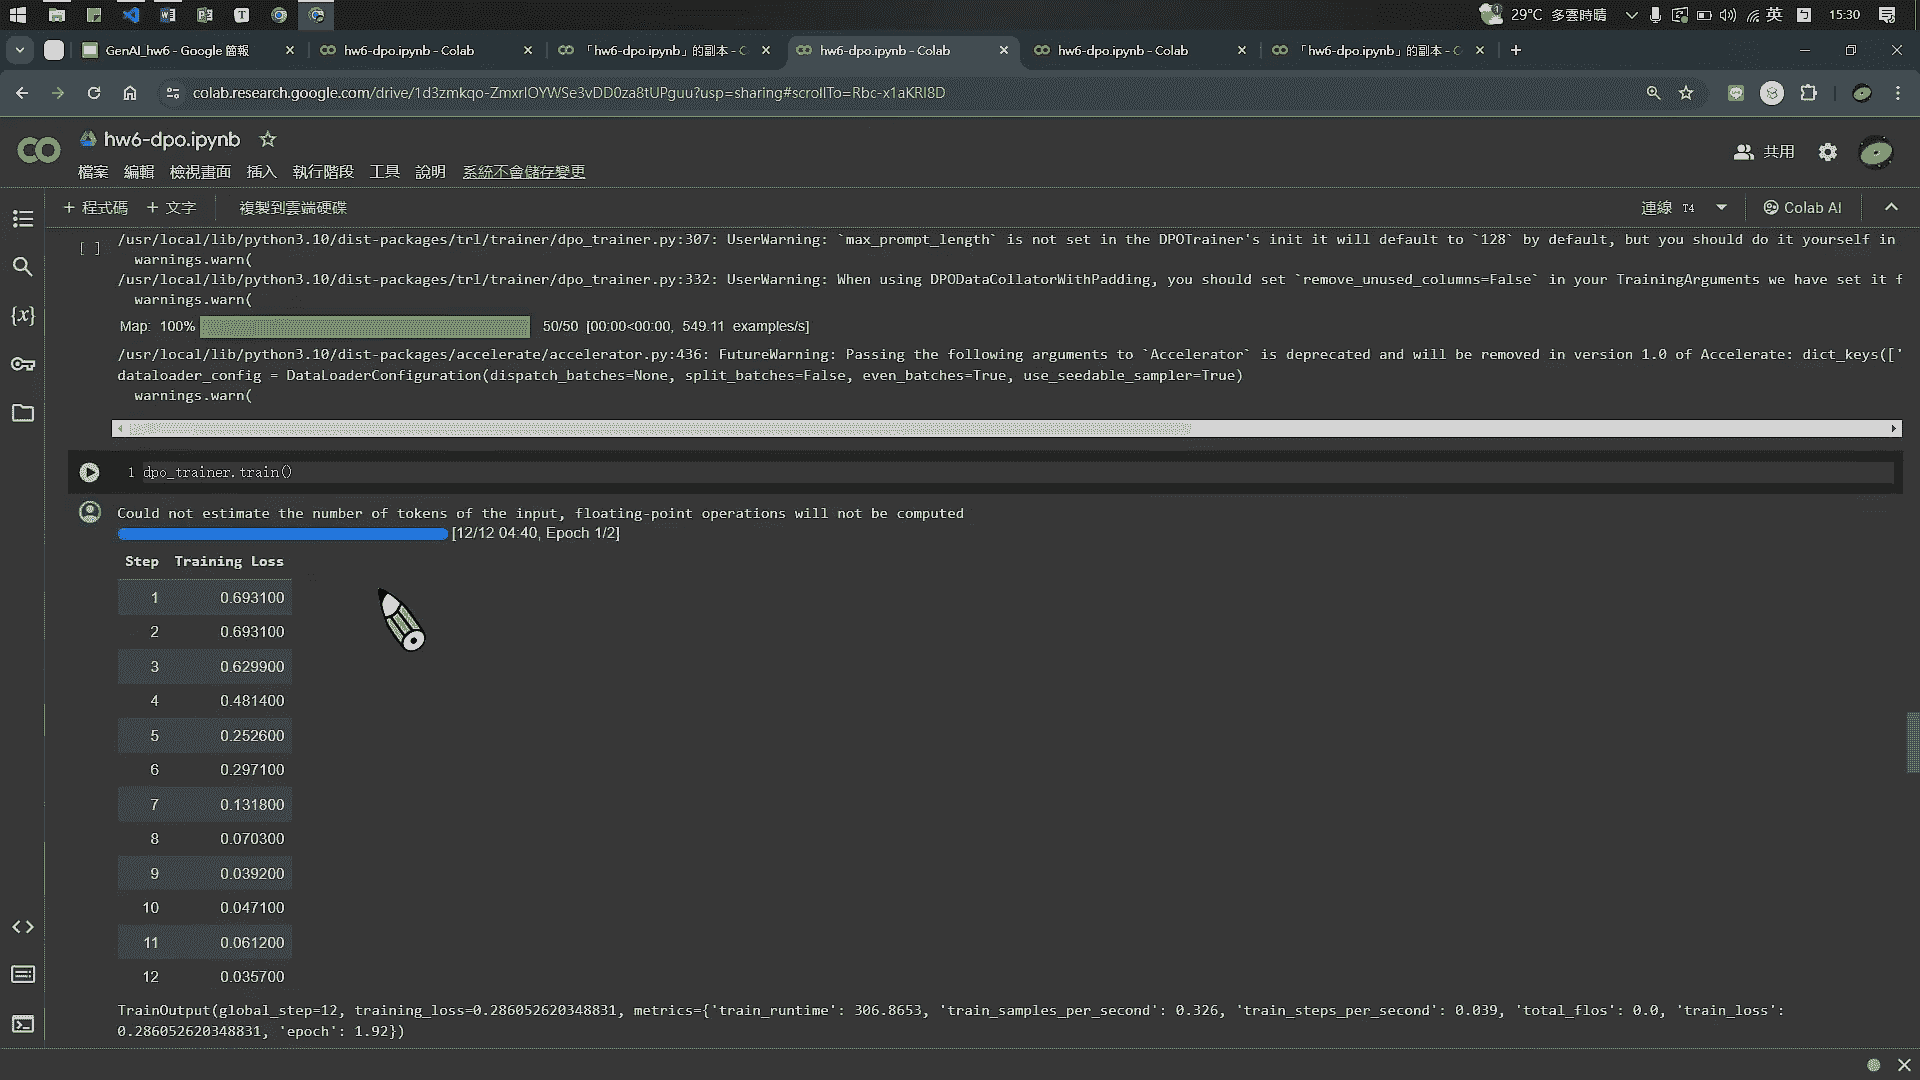 29°C 多雲時晴 英 15:30
GenAI_hw6 - Google 簡報
hw6-dpo.ipynb - Colab
「hw6-dpo.ipynb」的副本 - C
hw6-dpo.ipynb - Colab
hw6-dpo.ipynb - Colab
「hw6-dpo.ipynb」的副本 - C
colab.research.google.com/drive/1d3zmkqo-ZmxrIOYWSe3vDD0za8tUPguu?usp=sharing#scrollTo=Rbc-x1aKRI8D
hw6-dpo.ipynb
檔案 編輯 檢視畫面 插入 執行階段 工具 說明 系統不會儲存變更
共用
+ 程式碼 + 文字 複製到雲端硬碟
連線 T4 Colab AI
[ ] /usr/local/lib/python3.10/dist-packages/trl/trainer/dpo_trainer.py:307: UserWarning: `max_prompt_length` is not set in the DPOTrainer's init it will default to `128` by default, but you should do it yourself in
warnings.warn(
/usr/local/lib/python3.10/dist-packages/trl/trainer/dpo_trainer.py:332: UserWarning: When using DPODataCollatorWithPadding, you should set `remove_unused_columns=False` in your TrainingArguments we have set it f
warnings.warn(
Map: 100% 50/50 [00:00<00:00, 549.11 examples/s]
/usr/local/lib/python3.10/dist-packages/accelerate/accelerator.py:436: FutureWarning: Passing the following arguments to `Accelerator` is deprecated and will be removed in version 1.0 of Accelerate: dict_keys(['
dataloader_config = DataLoaderConfiguration(dispatch_batches=None, split_batches=False, even_batches=True, use_seedable_sampler=True)
warnings.warn(
1 dpo_trainer.train()
Could not estimate the number of tokens of the input, floating-point operations will not be computed
[12/12 04:40, Epoch 1/2]
Step Training Loss
1 0.693100
2 0.693100
3 0.629900
4 0.481400
5 0.252600
6 0.297100
7 0.131800
8 0.070300
9 0.039200
10 0.047100
11 0.061200
12 0.035700
TrainOutput(global_step=12, training_loss=0.286052620348831, metrics={'train_runtime': 306.8653, 'train_samples_per_second': 0.326, 'train_steps_per_second': 0.039, 'total_flos': 0.0, 'train_loss':
0.286052620348831, 'epoch': 1.92})